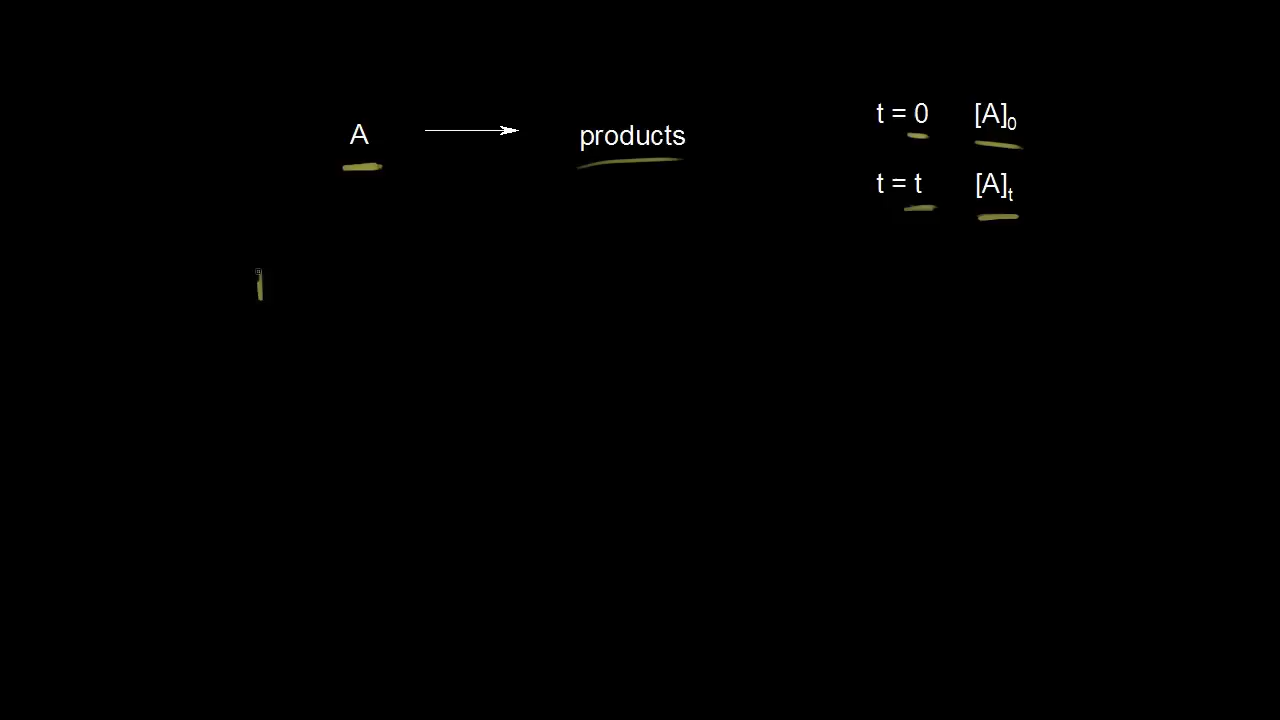 A → products
t = 0 [A]₀
t = t [A]ₜ